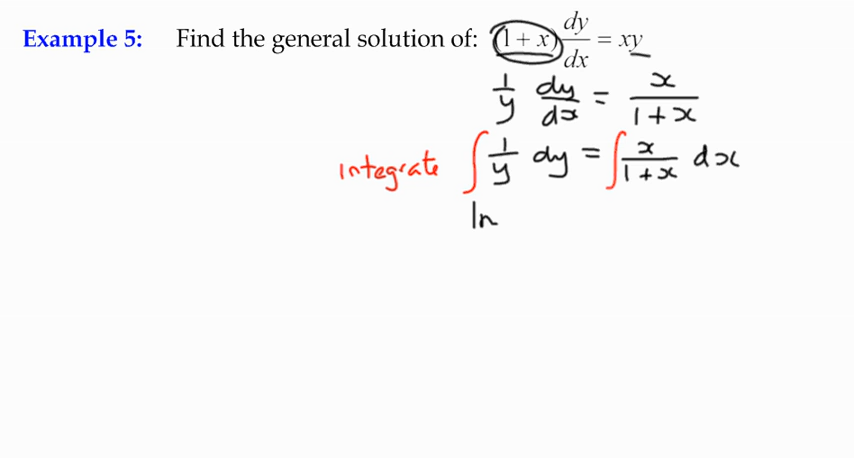 Example 5: Find the general solution of: (1 + x) dy/dx = xy
1/y dy/dx = x/(1+x)
Integrate ∫ 1/y dy = ∫ x/(1+x) dx
ln